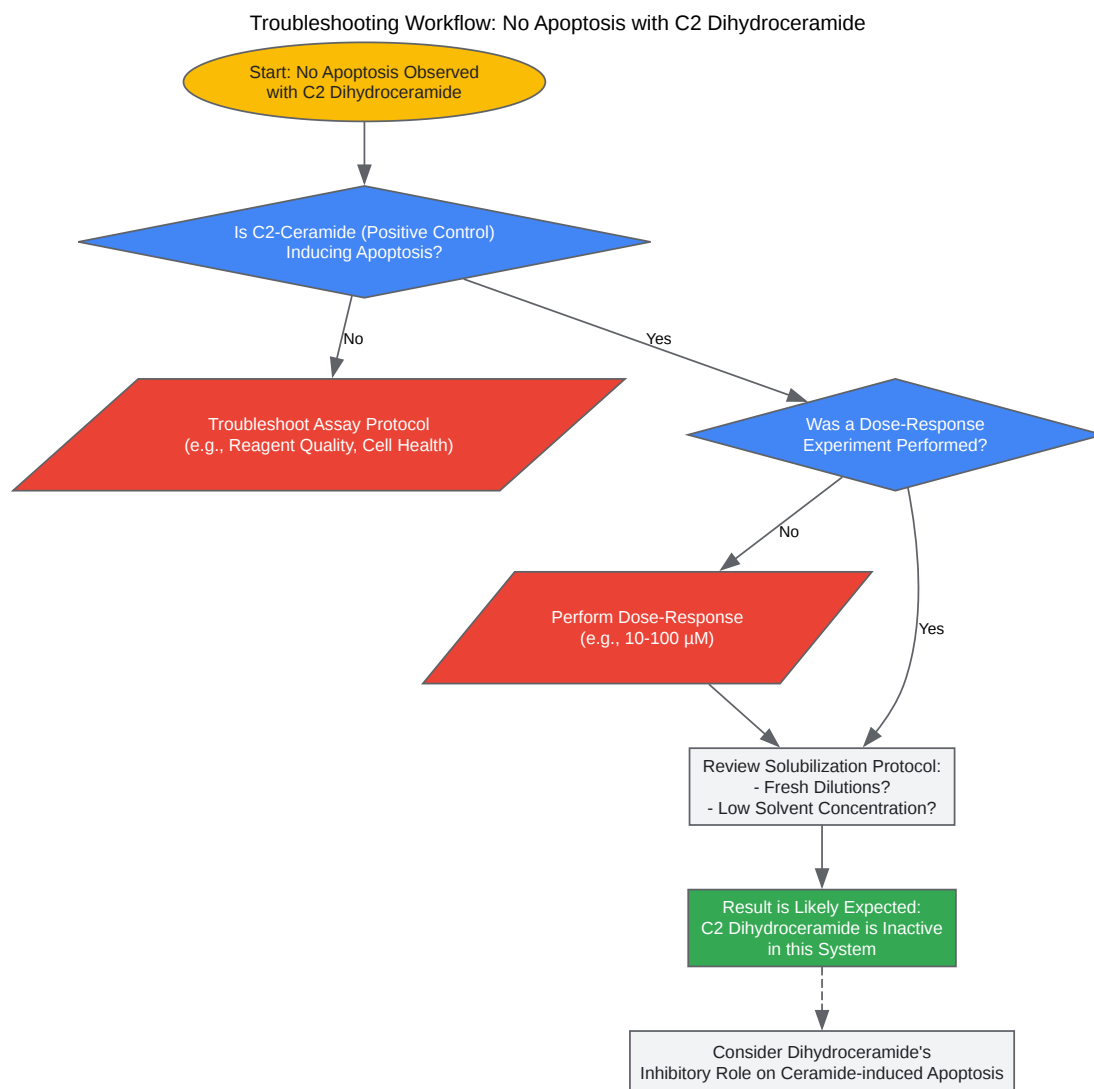 Troubleshooting Workflow: No Apoptosis with C2 Dihydroceramide
Start: No Apoptosis Observed
with C2 Dihydroceramide
Is C2-Ceramide (Positive Control)
Inducing Apoptosis?
No
Yes
Troubleshoot Assay Protocol
(e.g., Reagent Quality, Cell Health)
Was a Dose-Response
Experiment Performed?
No
Yes
Perform Dose-Response
(e.g., 10-100 µM)
Review Solubilization Protocol:
- Fresh Dilutions?
- Low Solvent Concentration?
Result is Likely Expected:
C2 Dihydroceramide is Inactive
in this System
Consider Dihydroceramide's
Inhibitory Role on Ceramide-induced Apoptosis